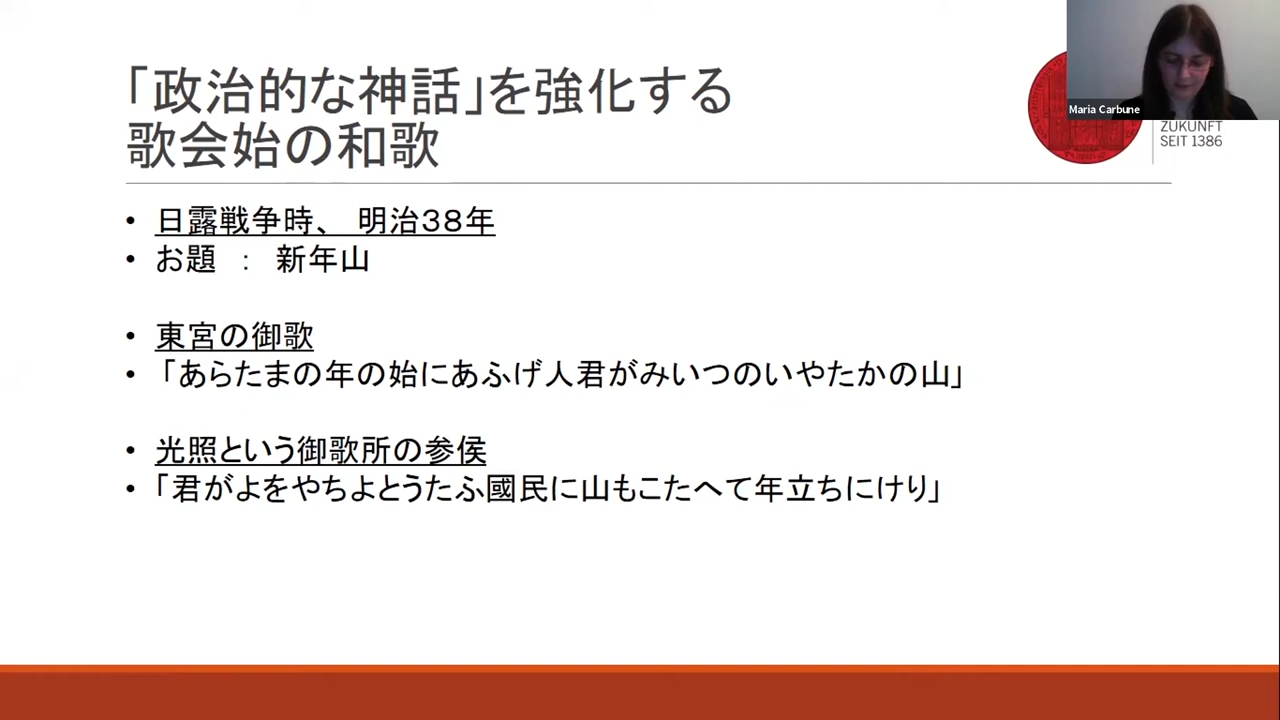 「政治的な神話」を強化する
歌会始の和歌
Maria Carbune
ZUKUNFT
SEIT 1386
• 日露戦争時、 明治３８年
• お題 ： 新年山
• 東宮の御歌
• 「あらたまの年の始にあふげ人君がみいつのいやたかの山」
• 光照という御歌所の参侯
• 「君がよをやちよとうたふ國民に山もこたへて年立ちにけり」